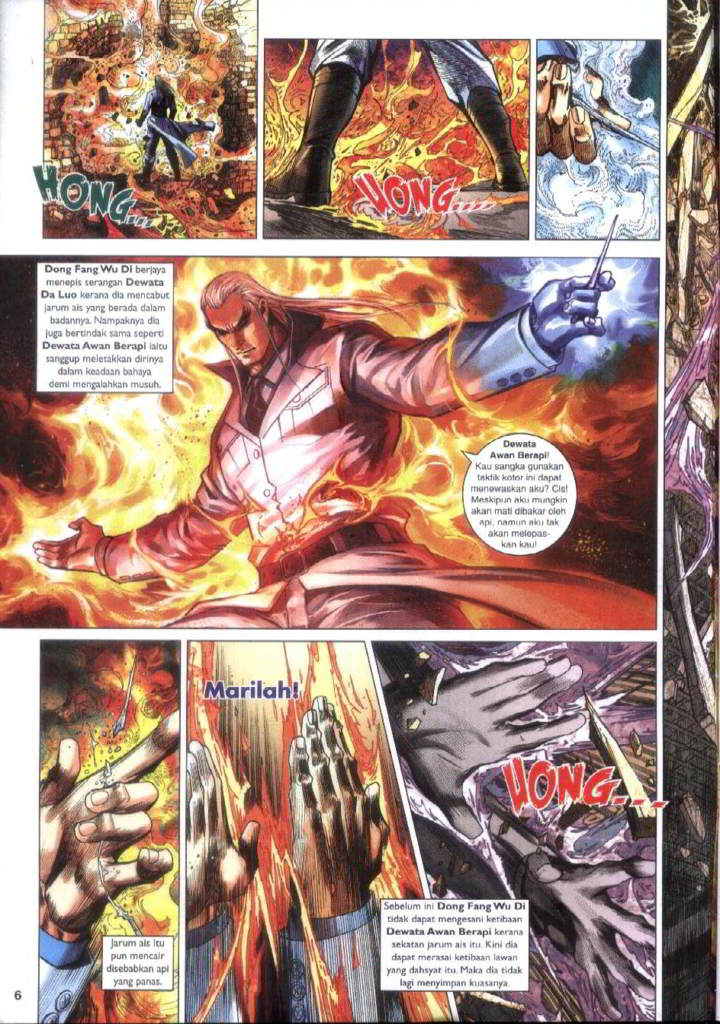 HONG....
UONG.....
Dong Fang Wu Di berjaya
menepis serangan Dewata
Da Luo kerana dia mencabut
jarum ais yang berada dalam
badannya. Nampaknya dia
juga bertindak sama seperti
Dewata Awan Berapi iaitu
sanggup meletakkan dirinya
dalam keadaan bahaya
demi mengalahkan musuh.
Dewata
Awan Berapi!
Kau sangka gunakan
taktik kotor ini dapat
menewaskan aku? Cis!
Meskipun aku mungkin
akan mati dibakar oleh
api, namun aku tak
akan melepas-
kan kau!
Jarum ais itu
pun mencair
disebabkan api
yang panas.
Marilah!
UONG...
Sebelum ini Dong Fang Wu Di
tidak dapat mengesani ketibaan
Dewata Awan Berapi kerana
sekatan jarum ais itu. Kini dia
dapat merasai ketibaan lawan
yang dahsyat itu. Maka dia tidak
lagi menyimpan kuasanya.
6